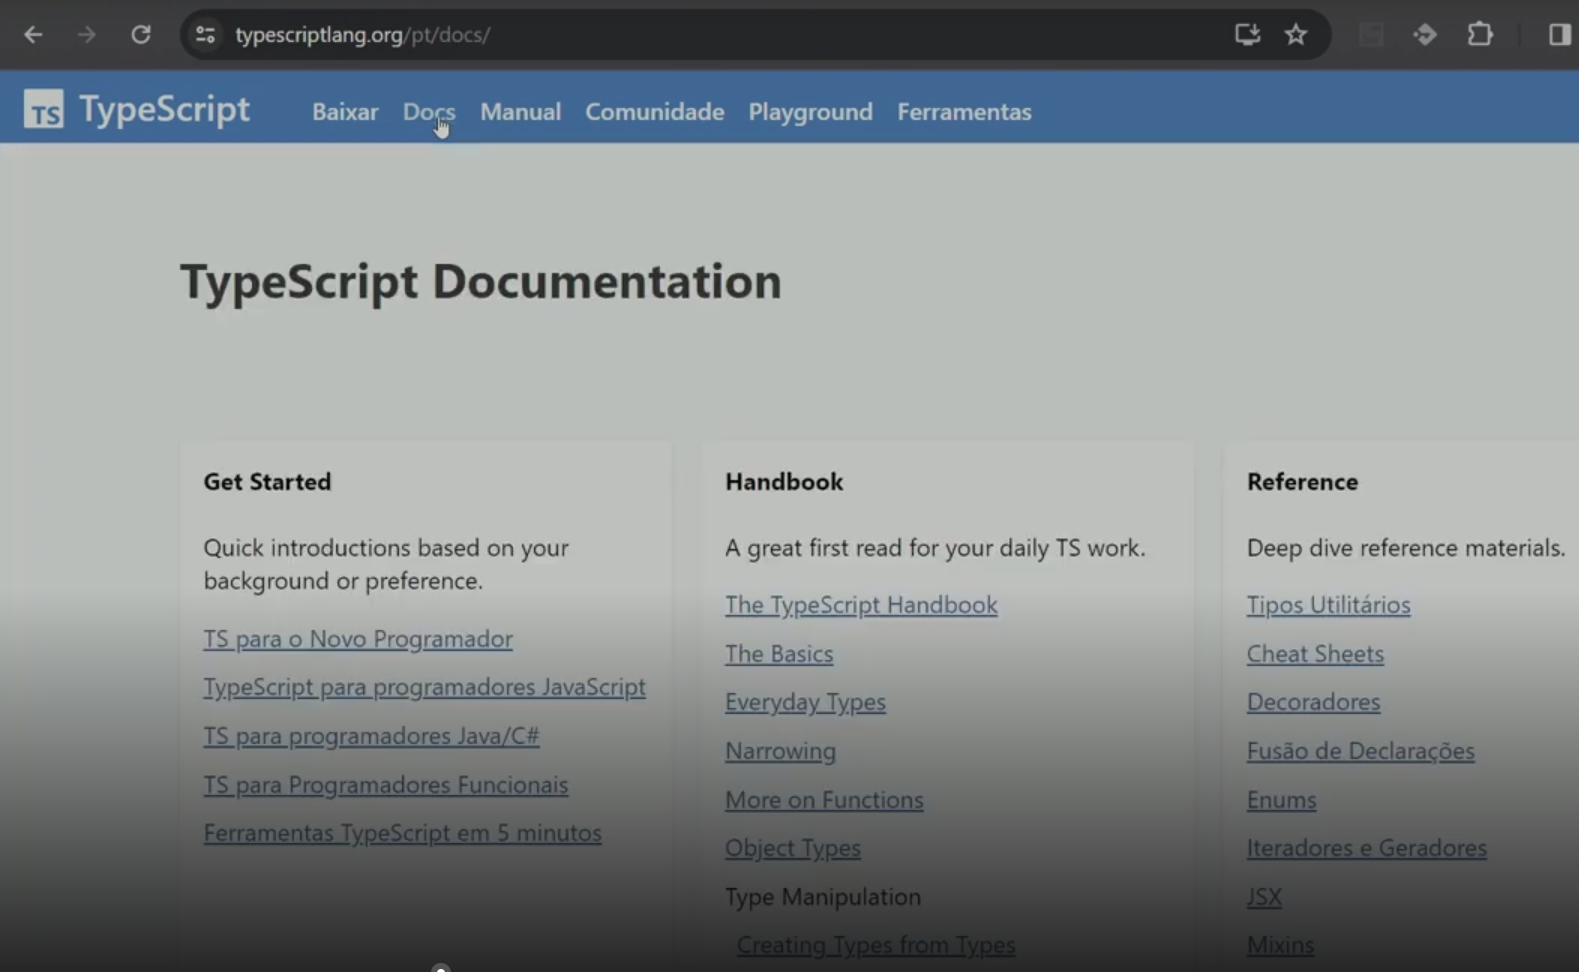 typescriptlang.org/pt/docs/
TS TypeScript
Baixar Docs Manual Comunidade Playground Ferramentas
TypeScript Documentation
Get Started
Quick introductions based on your
background or preference.
TS para o Novo Programador
TypeScript para programadores JavaScript
TS para programadores Java/C#
TS para Programadores Funcionais
Ferramentas TypeScript em 5 minutos
Handbook
A great first read for your daily TS work.
The TypeScript Handbook
The Basics
Everyday Types
Narrowing
More on Functions
Object Types
Type Manipulation
Creating Types from Types
Reference
Deep dive reference materials.
Tipos Utilitários
Cheat Sheets
Decoradores
Fusão de Declarações
Enums
Iteradores e Geradores
JSX
Mixins